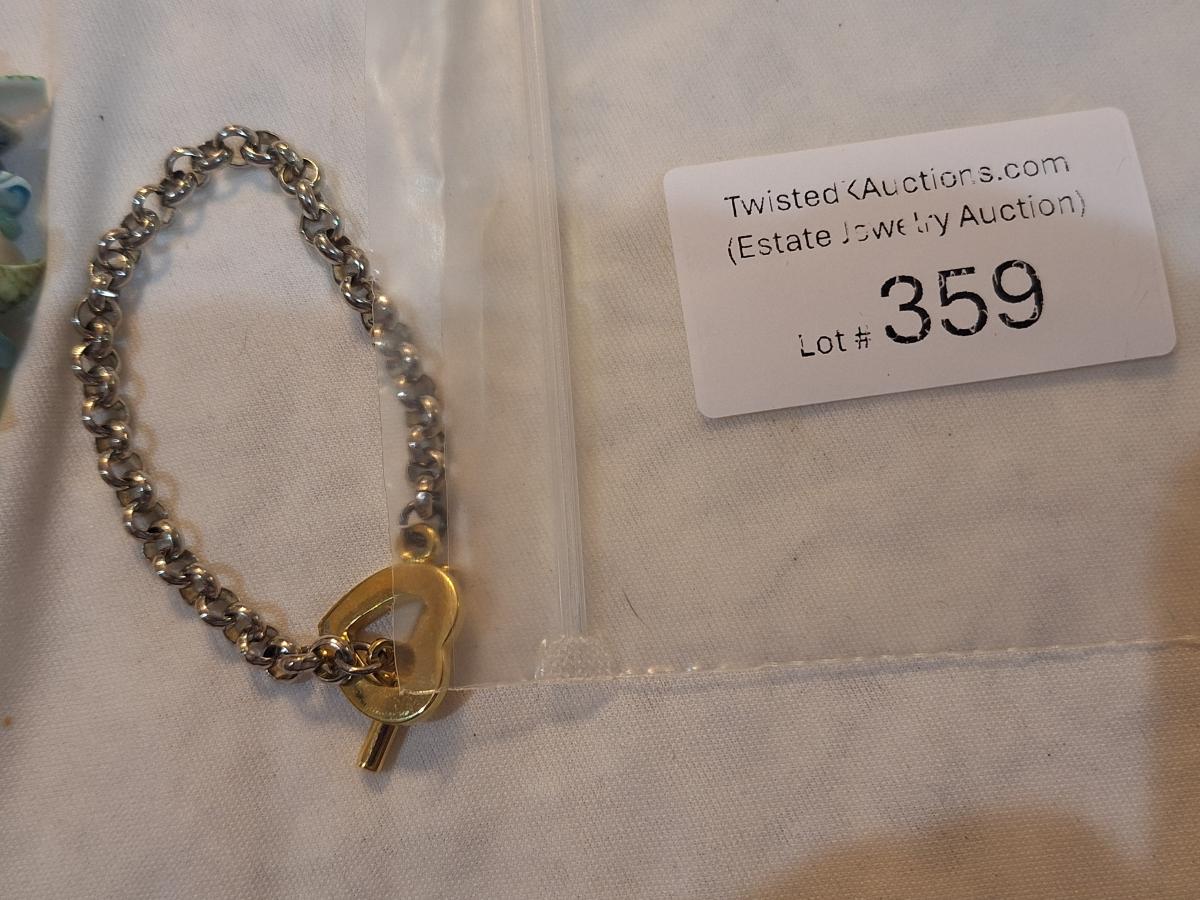 TwistedKAuctions.com
(Estate Jewelry Auction)
Lot # 359